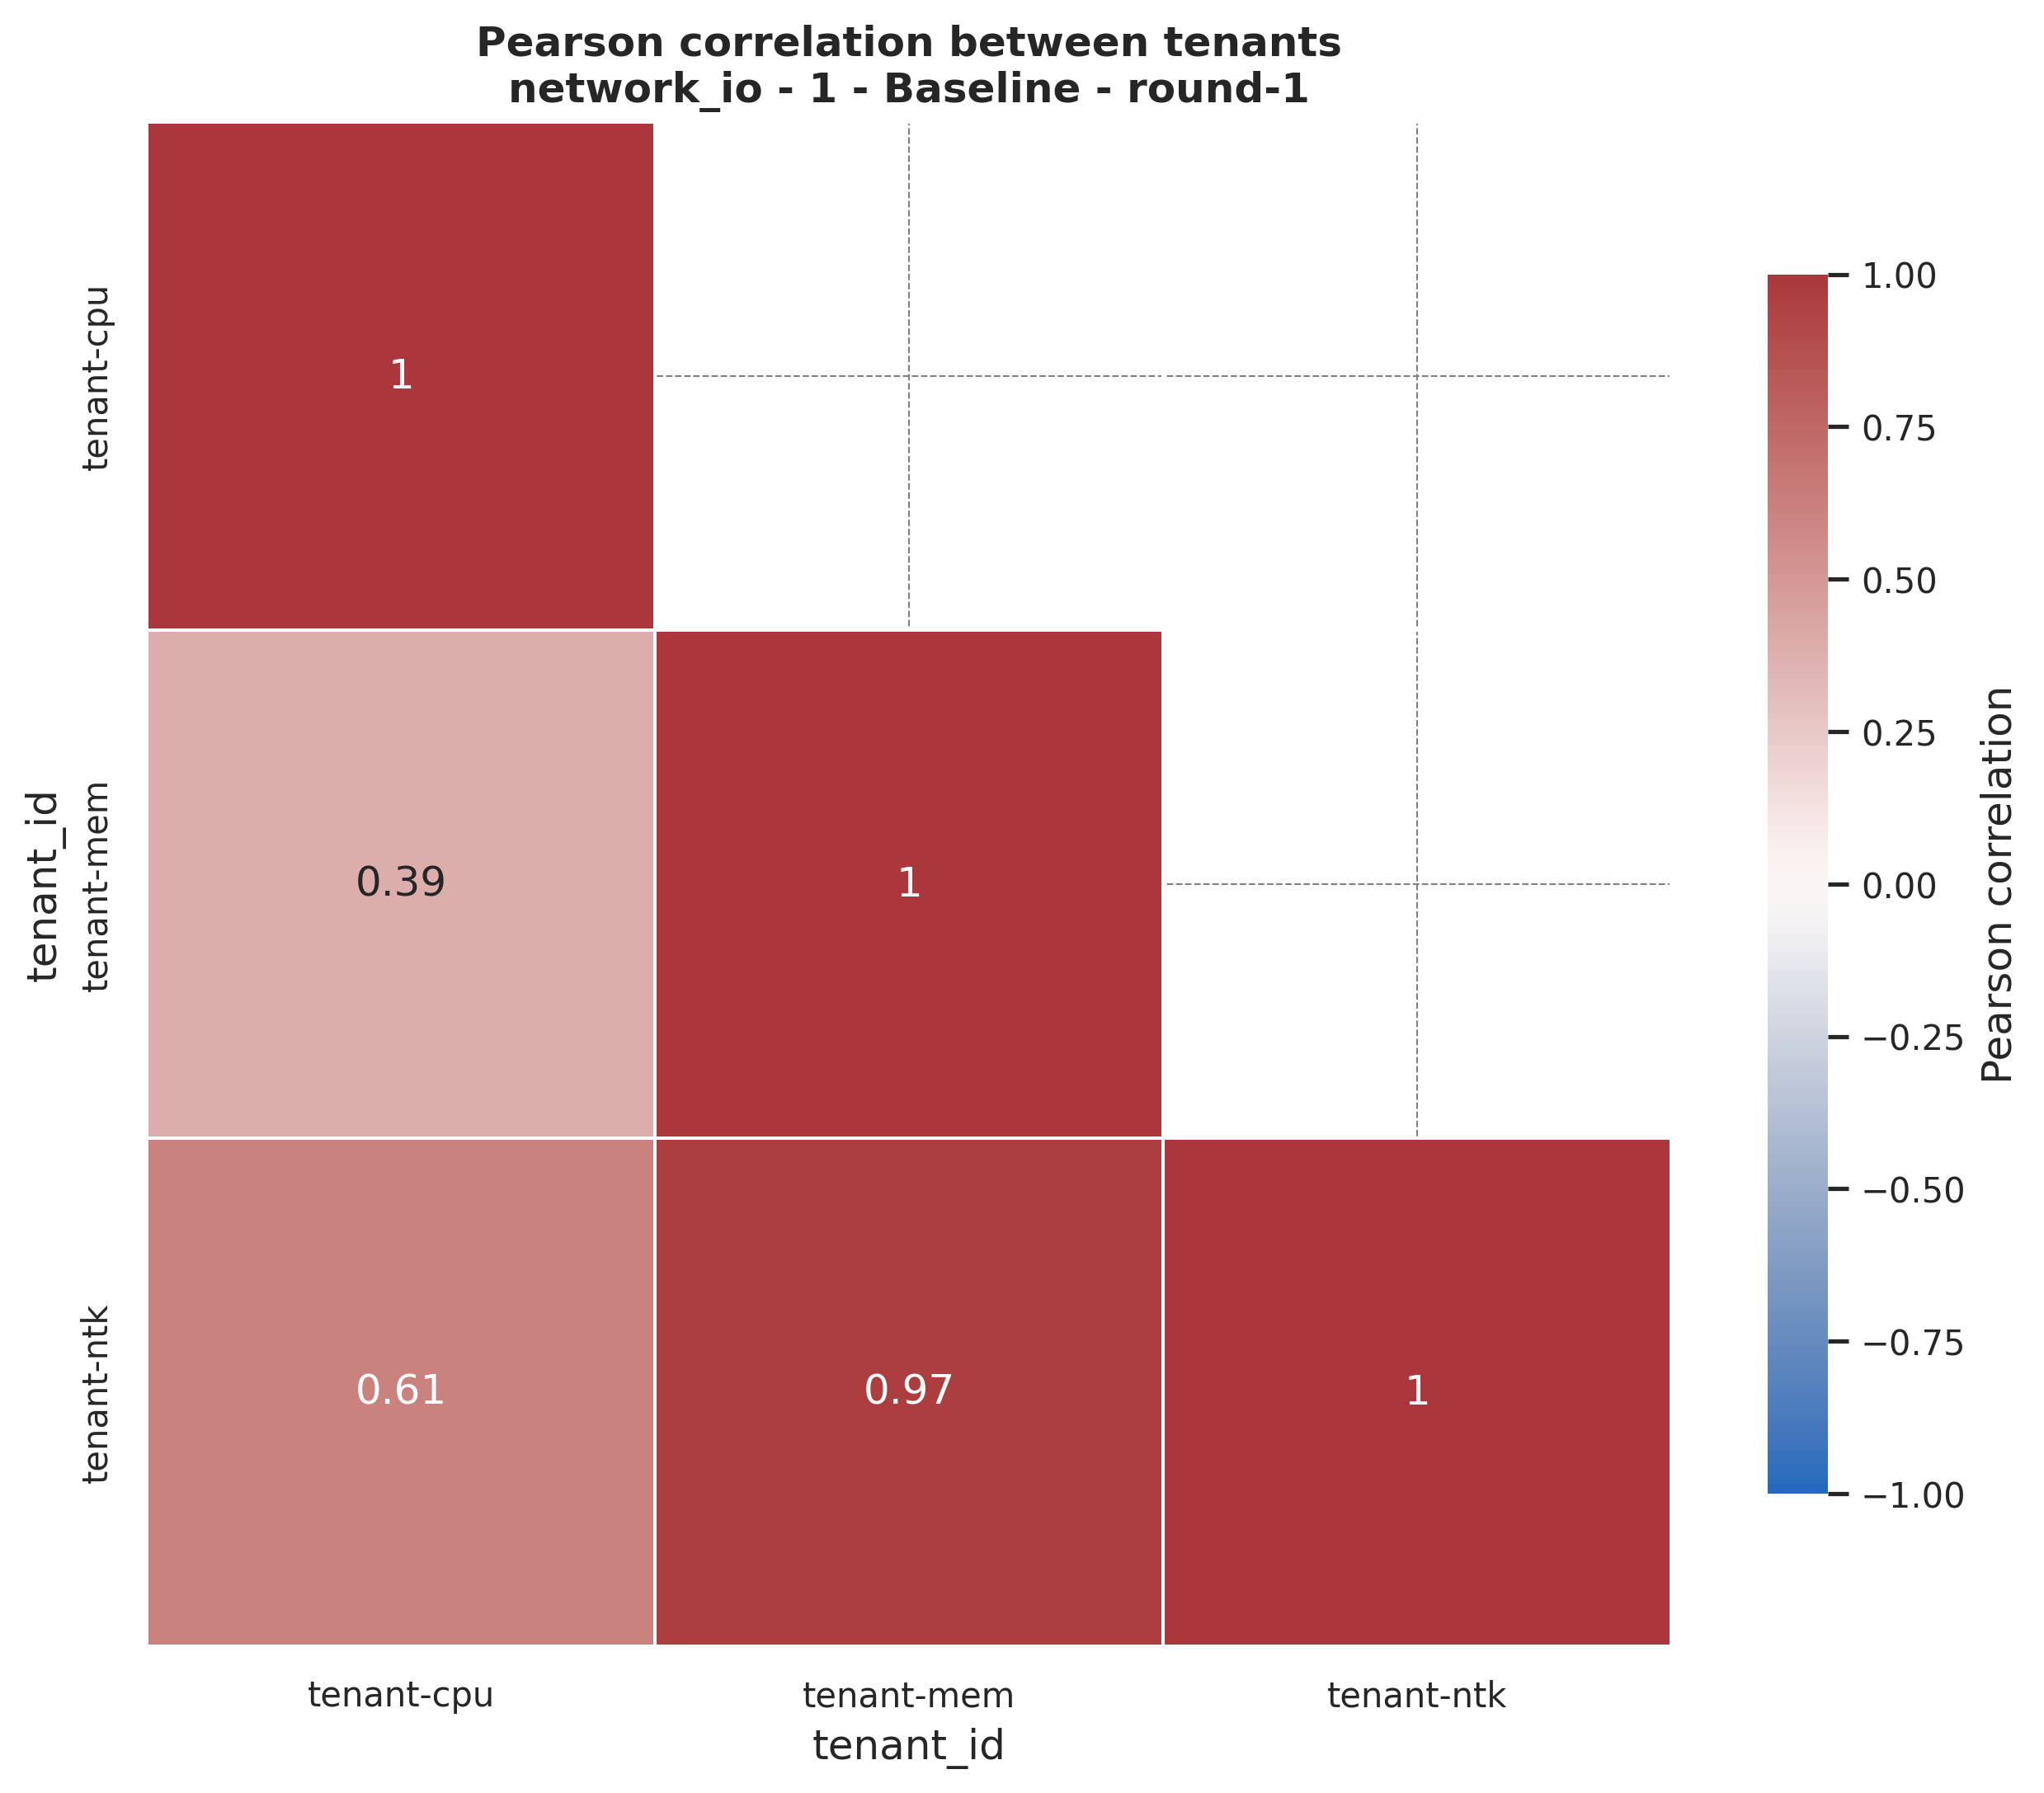 Pearson correlation between tenants
network_io - 1 - Baseline - round-1
tenant_id
tenant-cpu
1
tenant-mem
0.39
1
tenant-ntk
0.61
0.97
1
tenant-cpu
tenant-mem
tenant-ntk
tenant_id
1.00
0.75
0.50
0.25
0.00
−0.25
−0.50
−0.75
−1.00
Pearson correlation